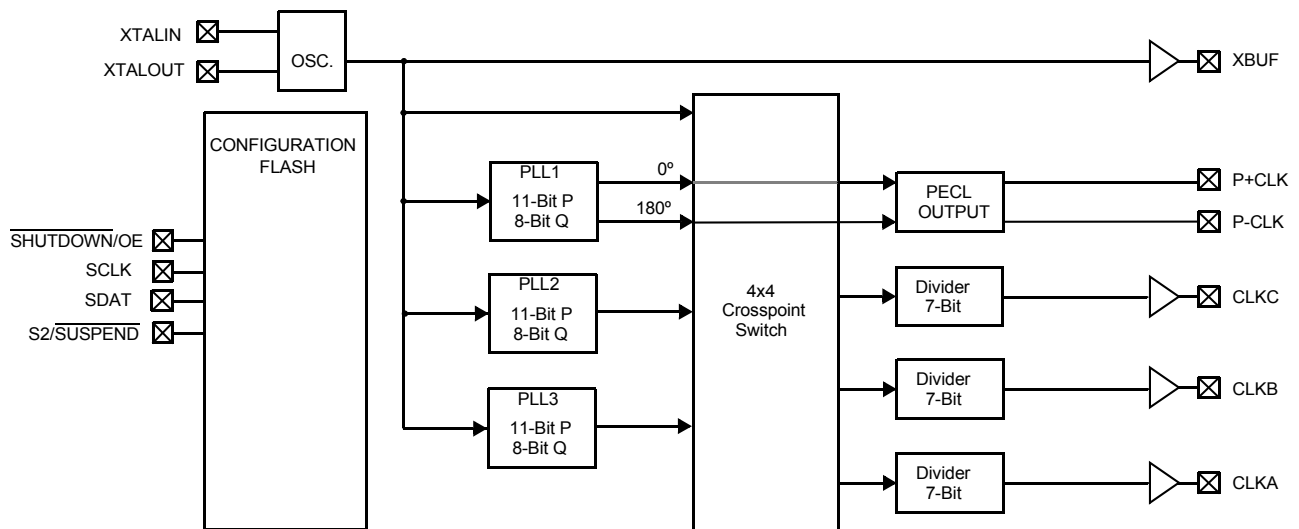 XTALIN
XTALOUT
OSC.
XBUF
CONFIGURATION
FLASH
SHUTDOWN/OE
SCLK
SDAT
S2/SUSPEND
PLL1
11-Bit P
8-Bit Q
0º
180º
PLL2
11-Bit P
8-Bit Q
PLL3
11-Bit P
8-Bit Q
4x4
Crosspoint
Switch
PECL
OUTPUT
P+CLK
P-CLK
Divider
7-Bit
CLKC
Divider
7-Bit
CLKB
Divider
7-Bit
CLKA